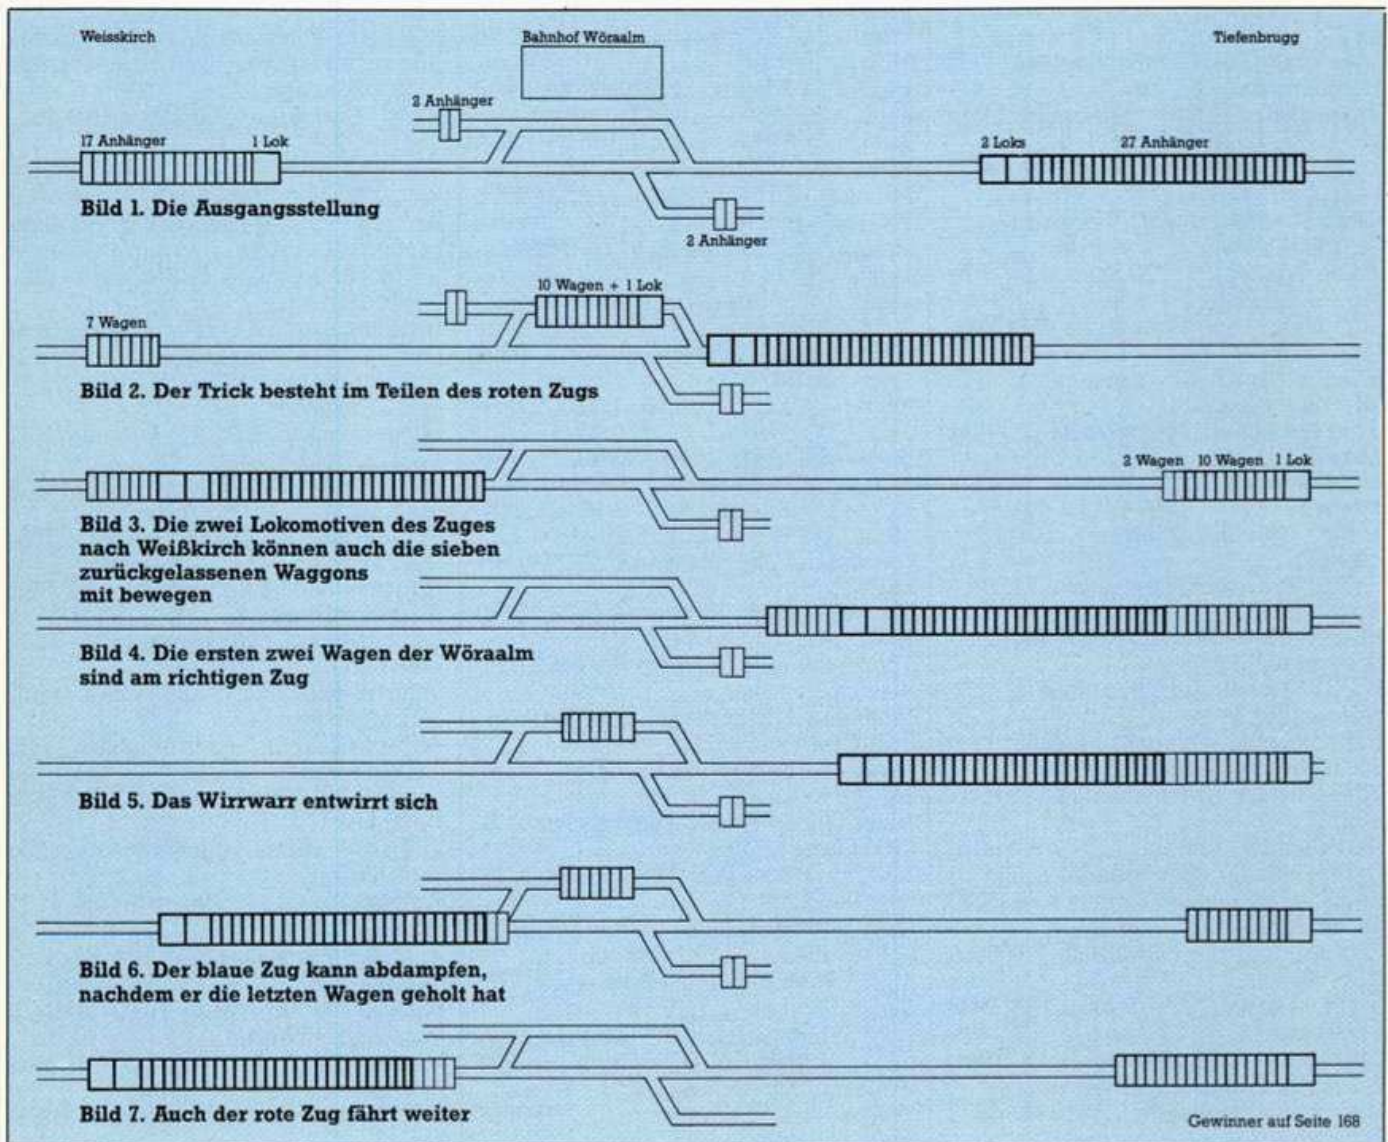 Weisskirch
Bahnhof Wöraalm
Tiefenbrugg
2 Anhänger
17 Anhänger
1 Lok
2 Loks
27 Anhänger
Bild 1. Die Ausgangsstellung
2 Anhänger
10 Wagen + 1 Lok
7 Wagen
Bild 2. Der Trick besteht im Teilen des roten Zugs
2 Wagen
10 Wagen
1 Lok
Bild 3. Die zwei Lokomotiven des Zuges
nach Weißkirch können auch die sieben
zurückgelassenen Waggons
mit bewegen
Bild 4. Die ersten zwei Wagen der Wöraalm
sind am richtigen Zug
Bild 5. Das Wirrwarr entwirrt sich
Bild 6. Der blaue Zug kann abdampfen,
nachdem er die letzten Wagen geholt hat
Bild 7. Auch der rote Zug fährt weiter
Gewinner auf Seite 168